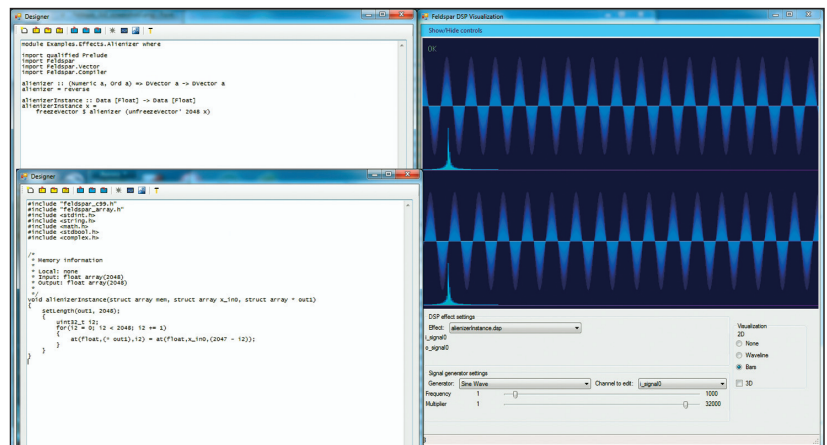 Designer
module Examples.Effects.Alienizer where
import qualified Prelude
import Feldspar
import Feldspar.Vector
import Feldspar.Compiler
alienizer :: (Numeric a, Ord a) => DVector a -> DVector a
alienizer = reverse
alienizerInstance :: Data [Float] -> Data [Float]
alienizerInstance x =
freezeVector $ alienizer (unfreezeVector' 2048 x)
Designer
#include "feldspar_c99.h"
#include "feldspar_array.h"
#include <stdint.h>
#include <string.h>
#include <math.h>
#include <stdbool.h>
#include <complex.h>
/*
* Memory information
*
* Local: none
* Input: float array(2048)
* Output: float array(2048)
*
*/
void alienizerInstance(struct array mem, struct array x_in0, struct array * out1)
{
setLength(out1, 2048);
{
uint32_t i2;
for(i2 = 0; i2 < 2048; i2 += 1)
{
at(float,(* out1),i2) = at(float,x_in0,(2047 - i2));
}
}
}
Feldspar DSP Visualization
Show/Hide controls
OK
DSP effect settings
Effect: alienizerInstance.dsp
i_signal0
o_signal0
Signal generator settings
Generator: Sine Wave Channel to edit: i_signal0
Frequency 1 1000
Multiplier 1 32000
Visualization
2D
None
Waveline
Bars
3D